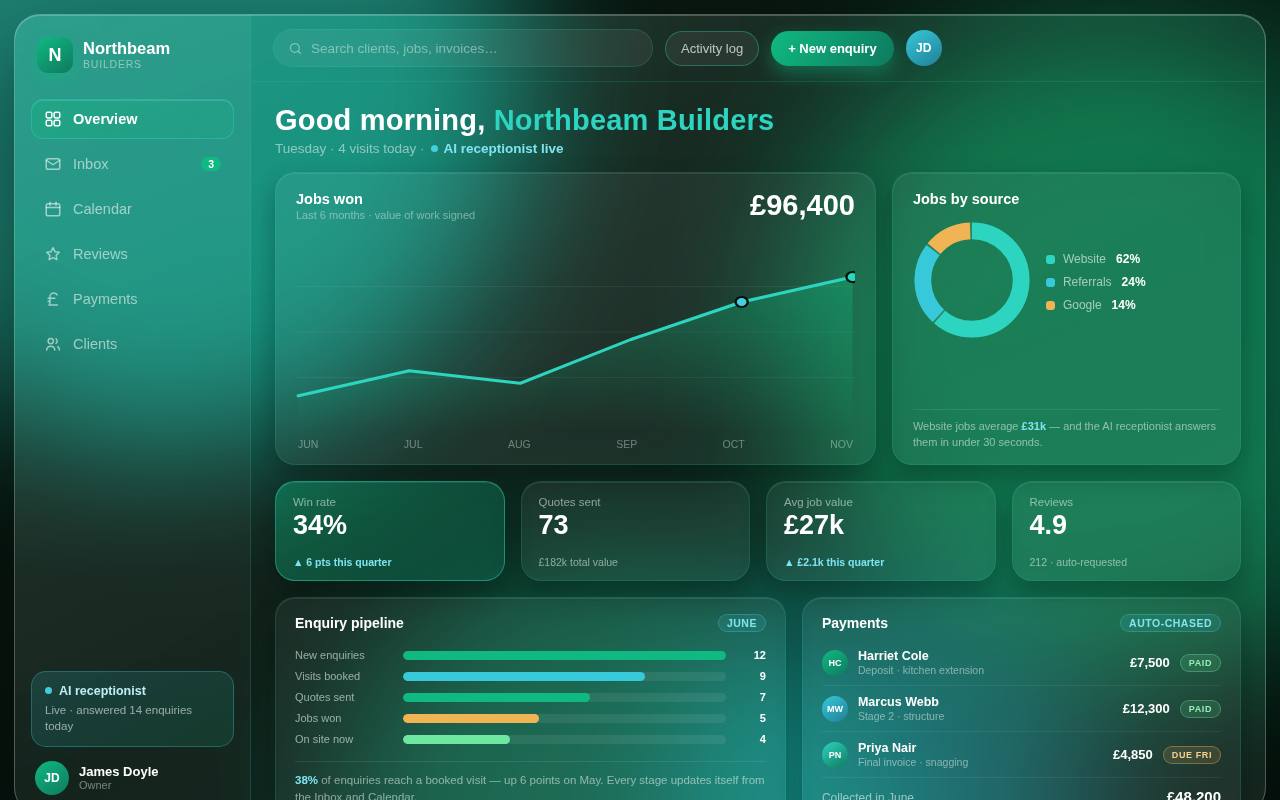 N
Northbeam
BUILDERS
Overview
Inbox 3
Calendar
Reviews
£ Payments
Clients
AI receptionist
Live · answered 14 enquiries
today
JD
James Doyle
Owner
Search clients, jobs, invoices…
Activity log
+ New enquiry
JD
Good morning, Northbeam Builders
Tuesday · 4 visits today · AI receptionist live
Jobs won
Last 6 months · value of work signed
£96,400
JUN JUL AUG SEP OCT NOV
Jobs by source
Website 62%
Referrals 24%
Google 14%
Website jobs average £31k — and the AI receptionist answers
them in under 30 seconds.
Win rate
34%
▲ 6 pts this quarter
Quotes sent
73
£182k total value
Avg job value
£27k
▲ £2.1k this quarter
Reviews
4.9
212 · auto-requested
Enquiry pipeline JUNE
New enquiries 12
Visits booked 9
Quotes sent 7
Jobs won 5
On site now 4
38% of enquiries reach a booked visit — up 6 points on May. Every stage updates itself from
the Inbox and Calendar.
Payments AUTO-CHASED
HC Harriet Cole £7,500 PAID
Deposit · kitchen extension
MW Marcus Webb £12,300 PAID
Stage 2 · structure
PN Priya Nair £4,850 DUE FRI
Final invoice · snagging
Collected in June £48,200